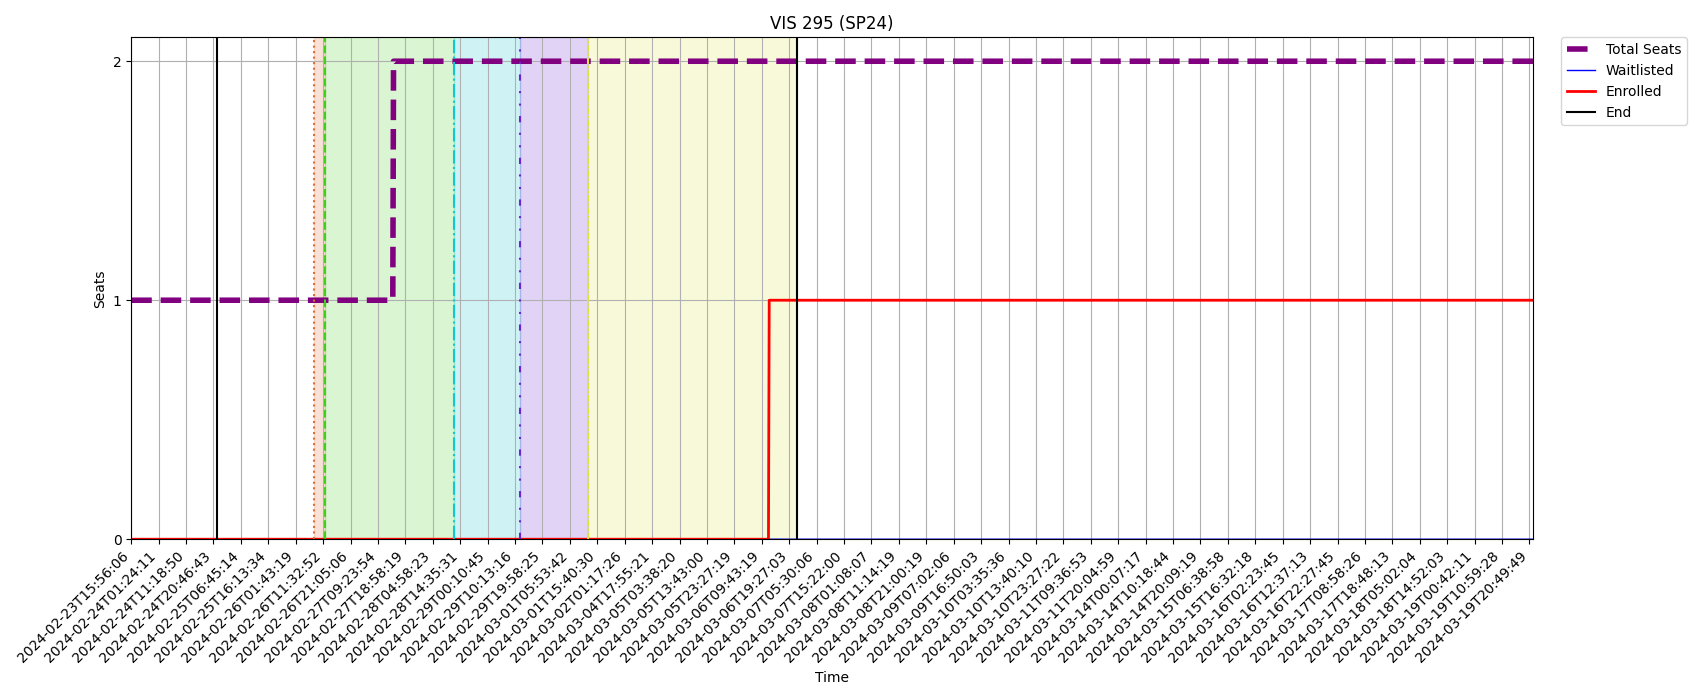 VIS 295 (SP24)
Total Seats
Waitlisted
Enrolled
End
Seats
2
1
0
2024-02-23T15:56:06
2024-02-24T01:24:11
2024-02-24T11:18:50
2024-02-24T20:46:43
2024-02-25T06:45:14
2024-02-25T16:13:34
2024-02-26T01:43:19
2024-02-26T11:32:52
2024-02-26T21:05:06
2024-02-27T09:23:54
2024-02-27T18:58:19
2024-02-28T04:58:23
2024-02-28T14:35:31
2024-02-29T00:10:45
2024-02-29T10:13:16
2024-02-29T19:58:25
2024-03-01T05:53:42
2024-03-01T15:40:30
2024-03-02T01:17:26
2024-03-04T17:55:21
2024-03-05T03:38:20
2024-03-05T13:43:00
2024-03-05T23:27:19
2024-03-06T09:43:19
2024-03-06T19:27:03
2024-03-07T05:30:06
2024-03-07T15:22:00
2024-03-08T01:08:07
2024-03-08T11:14:19
2024-03-08T21:00:19
2024-03-09T07:02:06
2024-03-09T16:50:03
2024-03-10T03:35:36
2024-03-10T13:40:10
2024-03-10T23:27:22
2024-03-11T09:36:53
2024-03-11T20:04:59
2024-03-14T00:07:17
2024-03-14T10:18:44
2024-03-14T20:09:19
2024-03-15T06:38:58
2024-03-15T16:32:18
2024-03-16T02:23:45
2024-03-16T12:37:13
2024-03-16T22:27:45
2024-03-17T08:58:26
2024-03-17T18:48:13
2024-03-18T05:02:04
2024-03-18T14:52:03
2024-03-19T00:42:11
2024-03-19T10:59:28
2024-03-19T20:49:49
Time